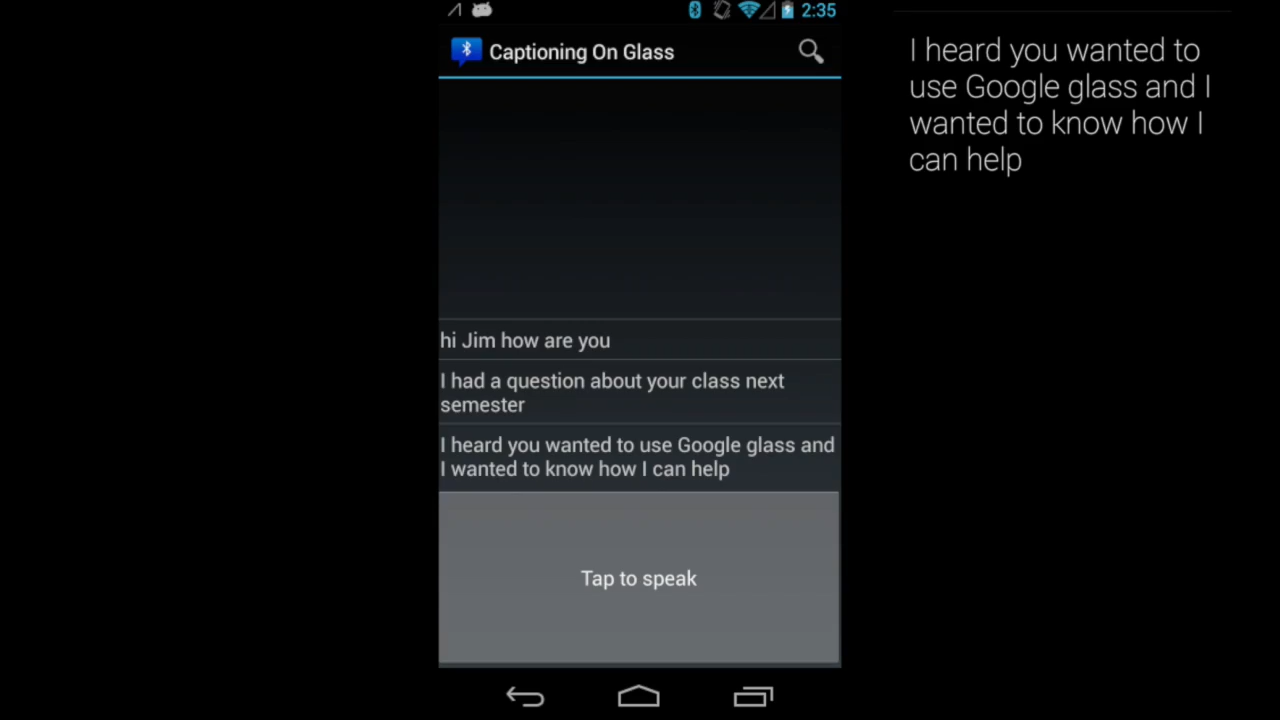 2:35
Captioning On Glass
hi Jim how are you
I had a question about your class next
semester
I heard you wanted to use Google glass and
I wanted to know how I can help
Tap to speak
I heard you wanted to
use Google glass and I
wanted to know how I
can help